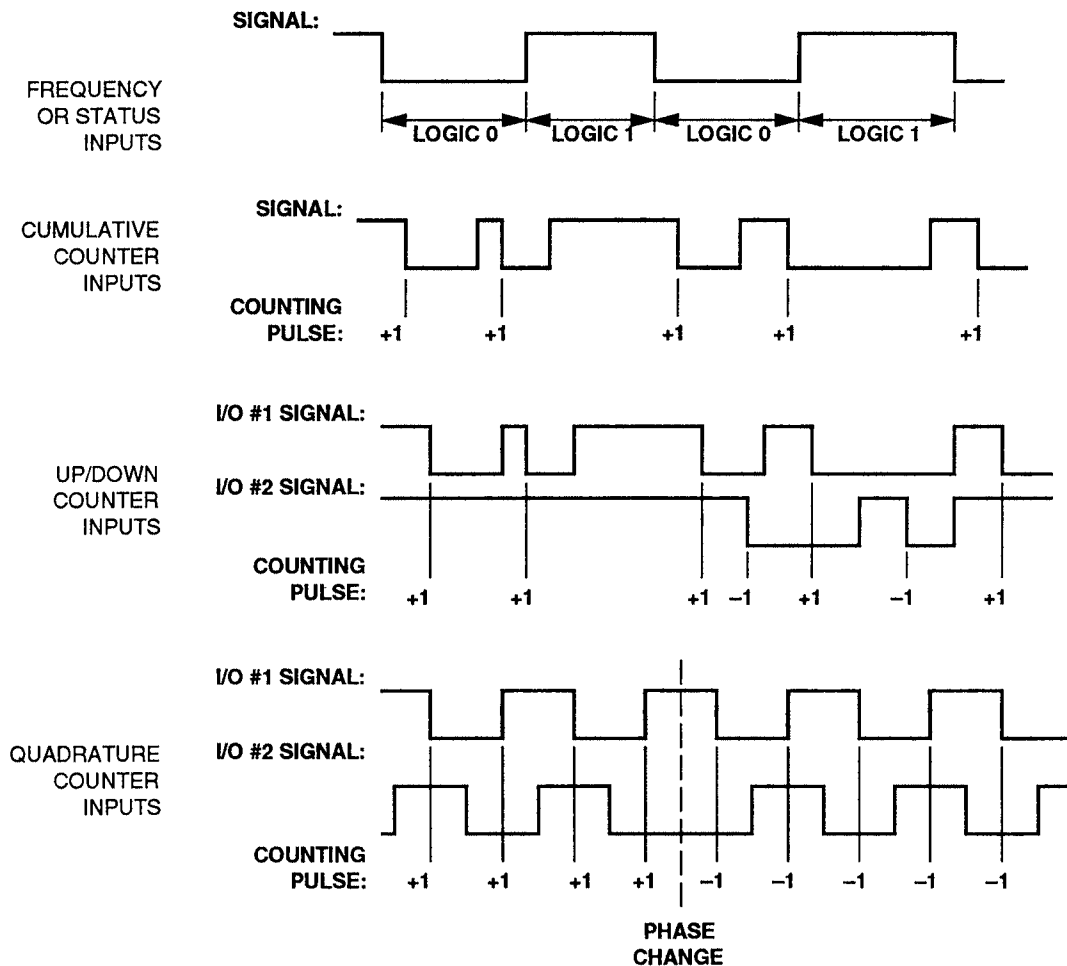 SIGNAL:
FREQUENCY
OR STATUS
INPUTS
LOGIC 0 LOGIC 1 LOGIC 0 LOGIC 1
SIGNAL:
CUMULATIVE
COUNTER
INPUTS
COUNTING
PULSE: +1 +1 +1 +1 +1
I/O #1 SIGNAL:
UP/DOWN
COUNTER
INPUTS
I/O #2 SIGNAL:
COUNTING
PULSE: +1 +1 +1 –1 +1 –1 +1
I/O #1 SIGNAL:
QUADRATURE
COUNTER
INPUTS
I/O #2 SIGNAL:
COUNTING
PULSE: +1 +1 +1 +1 –1 –1 –1 –1 –1
PHASE
CHANGE